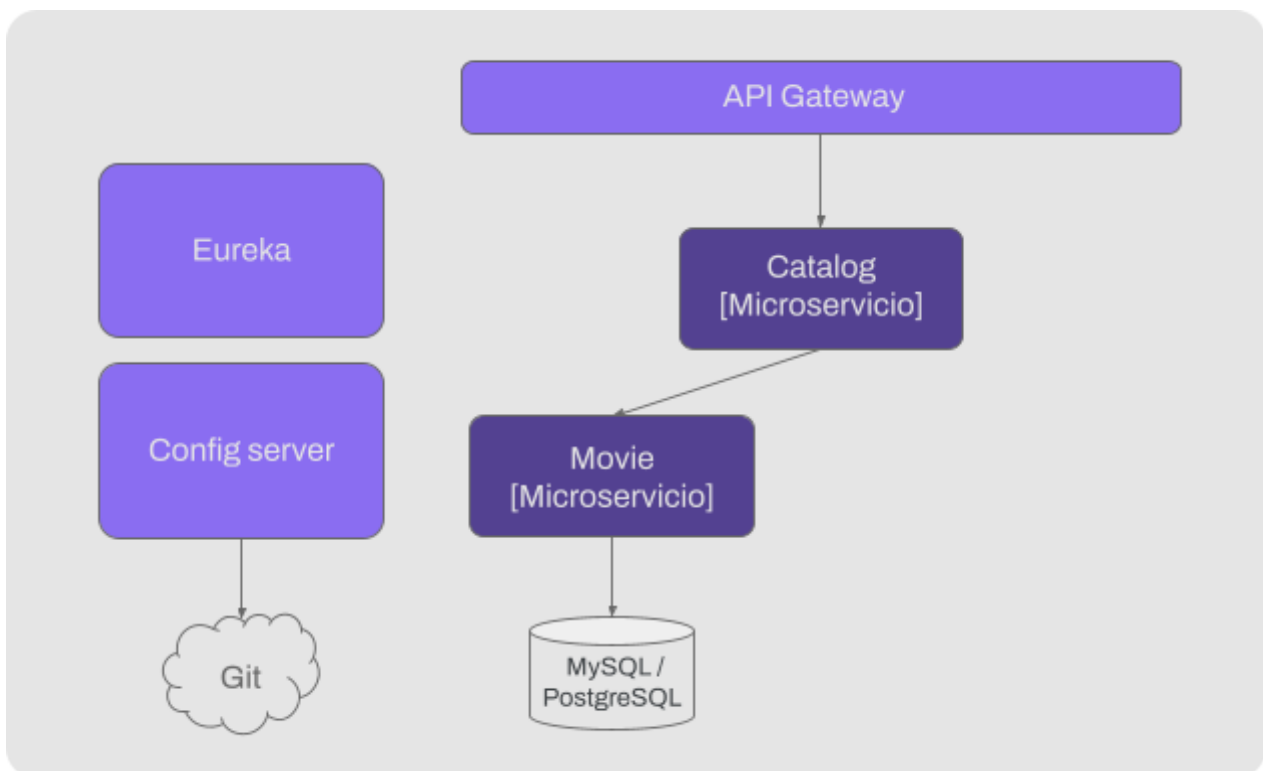 API Gateway
Eureka
Catalog
[Microservicio]
Config server
Movie
[Microservicio]
Git
MySQL /
PostgreSQL